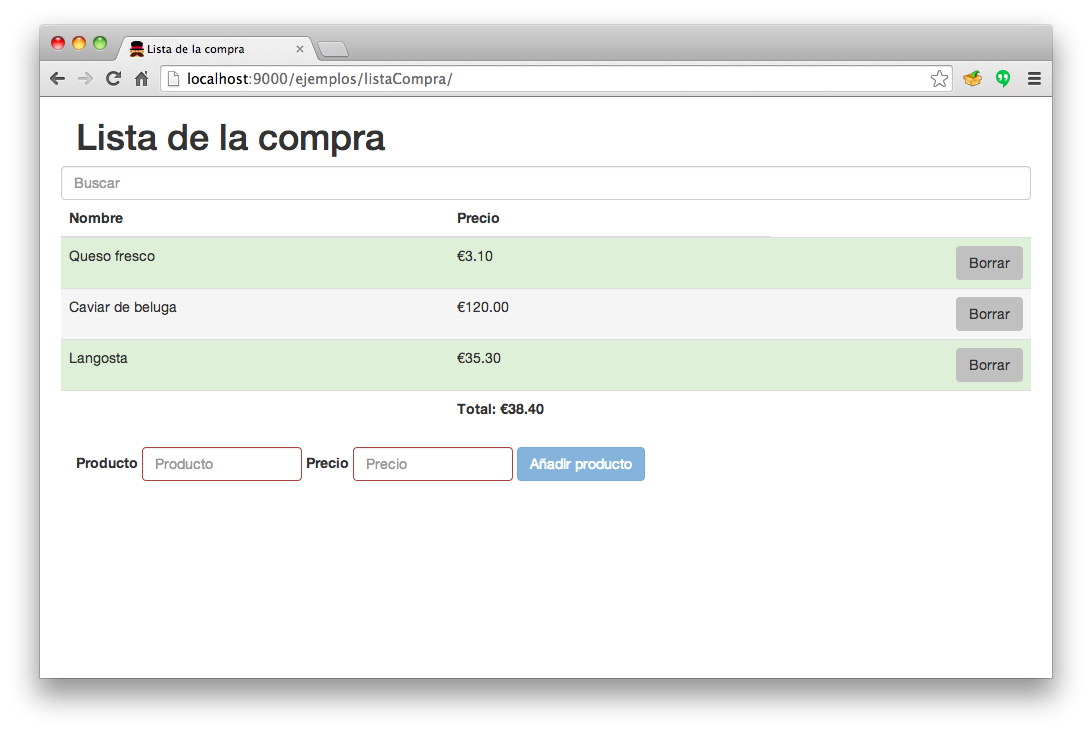 Lista de la compra
localhost:9000/ejemplos/listaCompra/
Lista de la compra
Buscar
Nombre Precio
Queso fresco €3.10 Borrar
Caviar de beluga €120.00 Borrar
Langosta €35.30 Borrar
Total: €38.40
Producto Producto Precio Precio Añadir producto